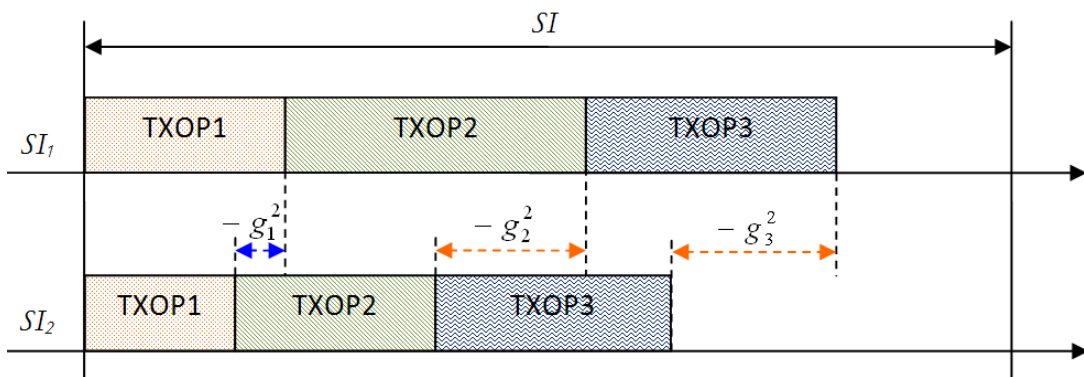 SI
TXOP1 TXOP2 TXOP3
SI₁
− g₁² − g₂² − g₃²
TXOP1 TXOP2 TXOP3
SI₂